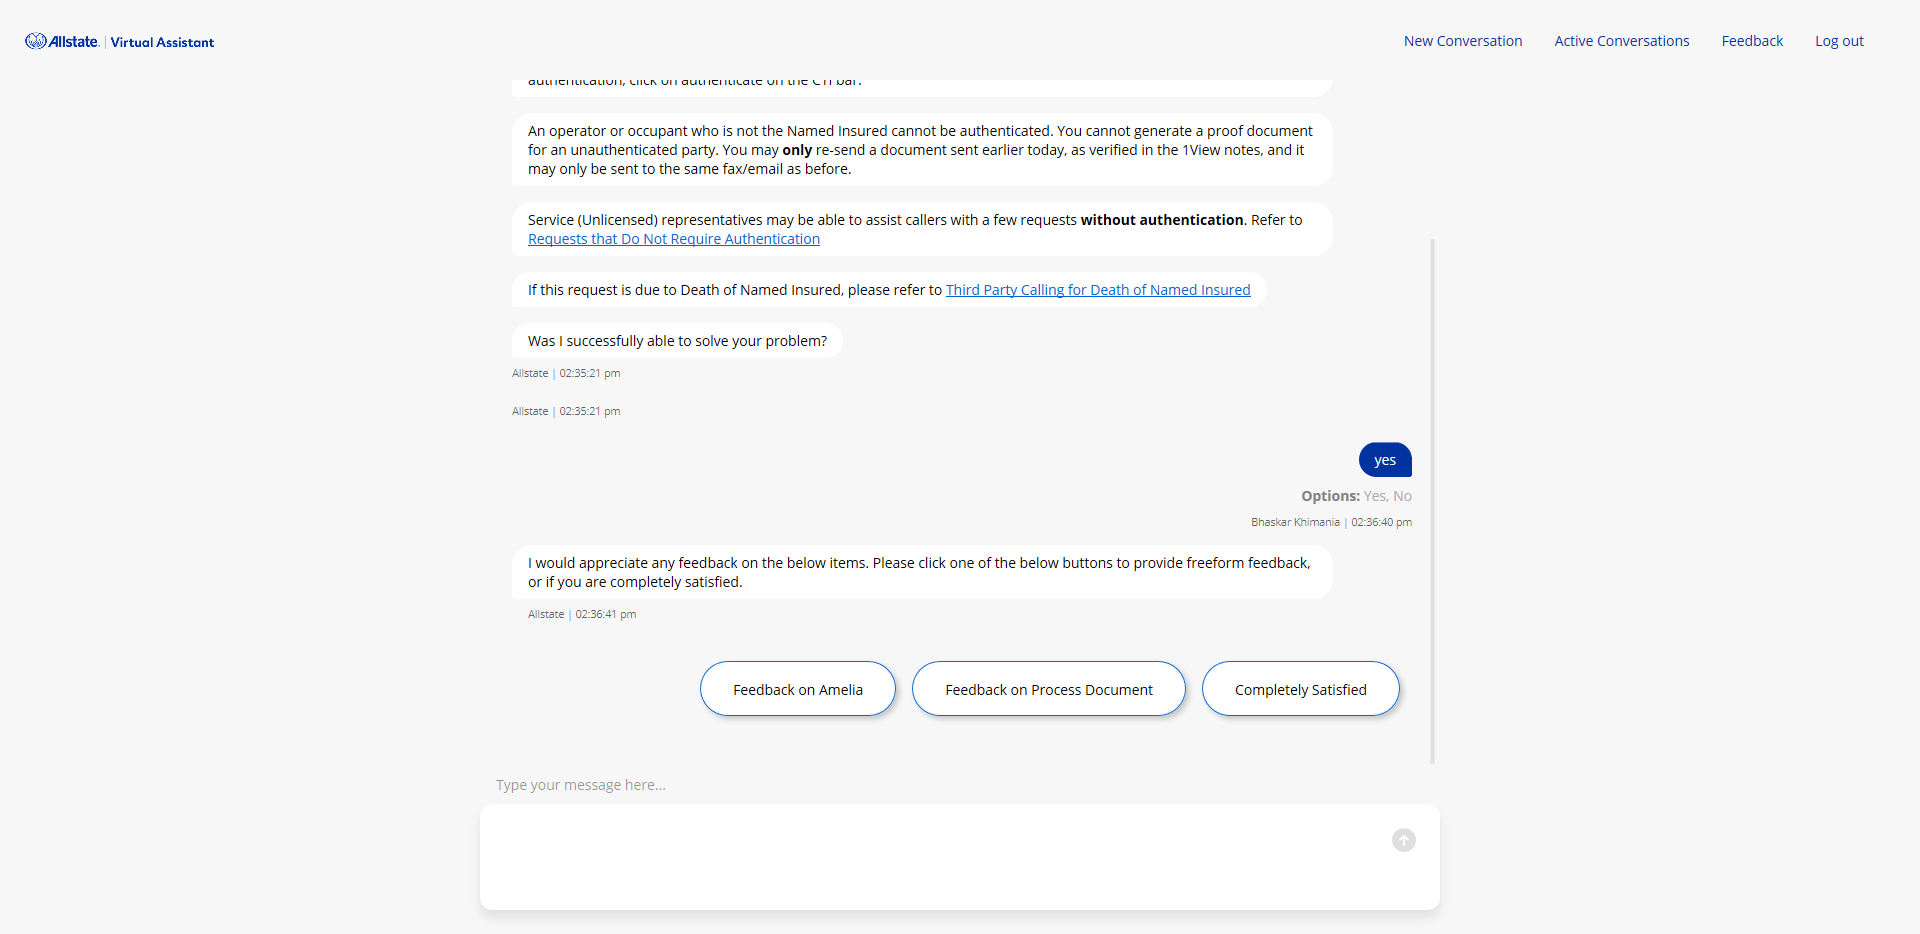 Allstate. | Virtual Assistant
New Conversation Active Conversations Feedback Log out
authentication, click on authenticate on the CTI bar.
An operator or occupant who is not the Named Insured cannot be authenticated. You cannot generate a proof document
for an unauthenticated party. You may only re-send a document sent earlier today, as verified in the 1View notes, and it
may only be sent to the same fax/email as before.
Service (Unlicensed) representatives may be able to assist callers with a few requests without authentication. Refer to
Requests that Do Not Require Authentication
If this request is due to Death of Named Insured, please refer to Third Party Calling for Death of Named Insured
Was I successfully able to solve your problem?
Allstate | 02:35:21 pm
Allstate | 02:35:21 pm
yes
Options: Yes, No
Bhaskar Khimania | 02:36:40 pm
I would appreciate any feedback on the below items. Please click one of the below buttons to provide freeform feedback,
or if you are completely satisfied.
Allstate | 02:36:41 pm
Feedback on Amelia Feedback on Process Document Completely Satisfied
Type your message here...